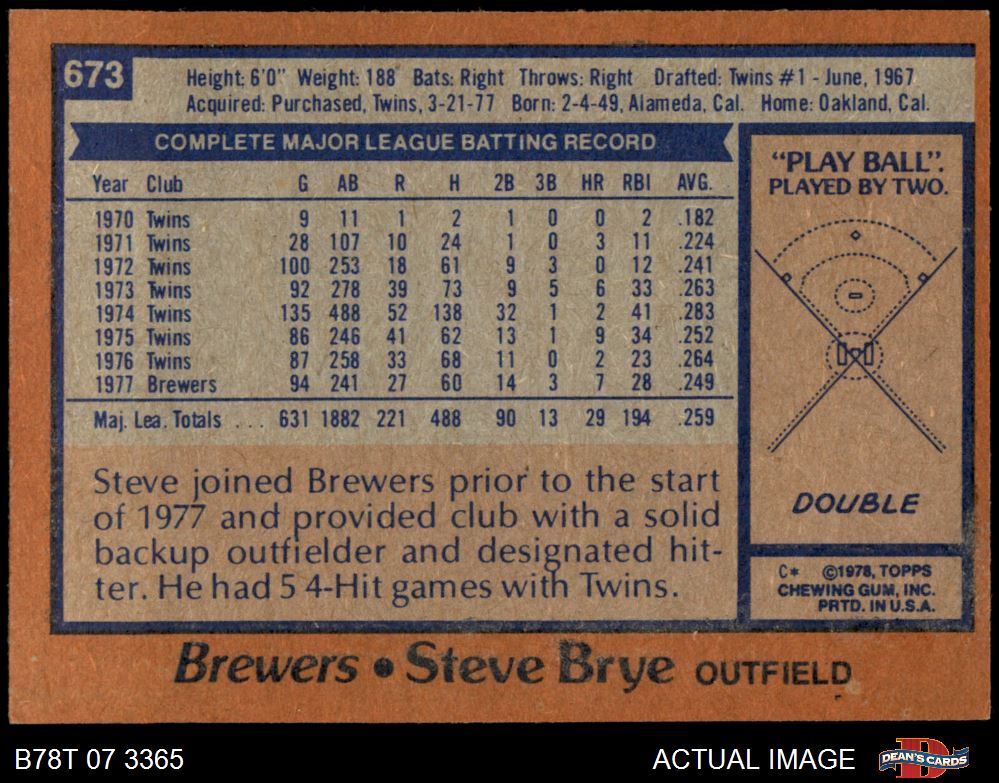 673
Height: 6'0" Weight: 188 Bats: Right Throws: Right Drafted: Twins #1 - June, 1967
Acquired: Purchased, Twins, 3-21-77 Born: 2-4-49, Alameda, Cal. Home: Oakland, Cal.
COMPLETE MAJOR LEAGUE BATTING RECORD
Year Club G AB R H 2B 3B HR RBI AVG.
1970 Twins 9 11 1 2 1 0 0 2 .182
1971 Twins 28 107 10 24 1 0 3 11 .224
1972 Twins 100 253 18 61 9 3 0 12 .241
1973 Twins 92 278 39 73 9 5 6 33 .263
1974 Twins 135 488 52 138 32 1 2 41 .283
1975 Twins 86 246 41 62 13 1 9 34 .252
1976 Twins 87 258 33 68 11 0 2 23 .264
1977 Brewers 94 241 27 60 14 3 7 28 .249
Maj. Lea. Totals ... 631 1882 221 488 90 13 29 194 .259
Steve joined Brewers prior to the start
of 1977 and provided club with a solid
backup outfielder and designated hit-
ter. He had 5 4-Hit games with Twins.
"PLAY BALL".
PLAYED BY TWO.
DOUBLE
C* ©1978, TOPPS
CHEWING GUM, INC.
PRTD. IN U.S.A.
Brewers • Steve Brye OUTFIELD
B78T 07 3365 ACTUAL IMAGE DEAN'S CARDS